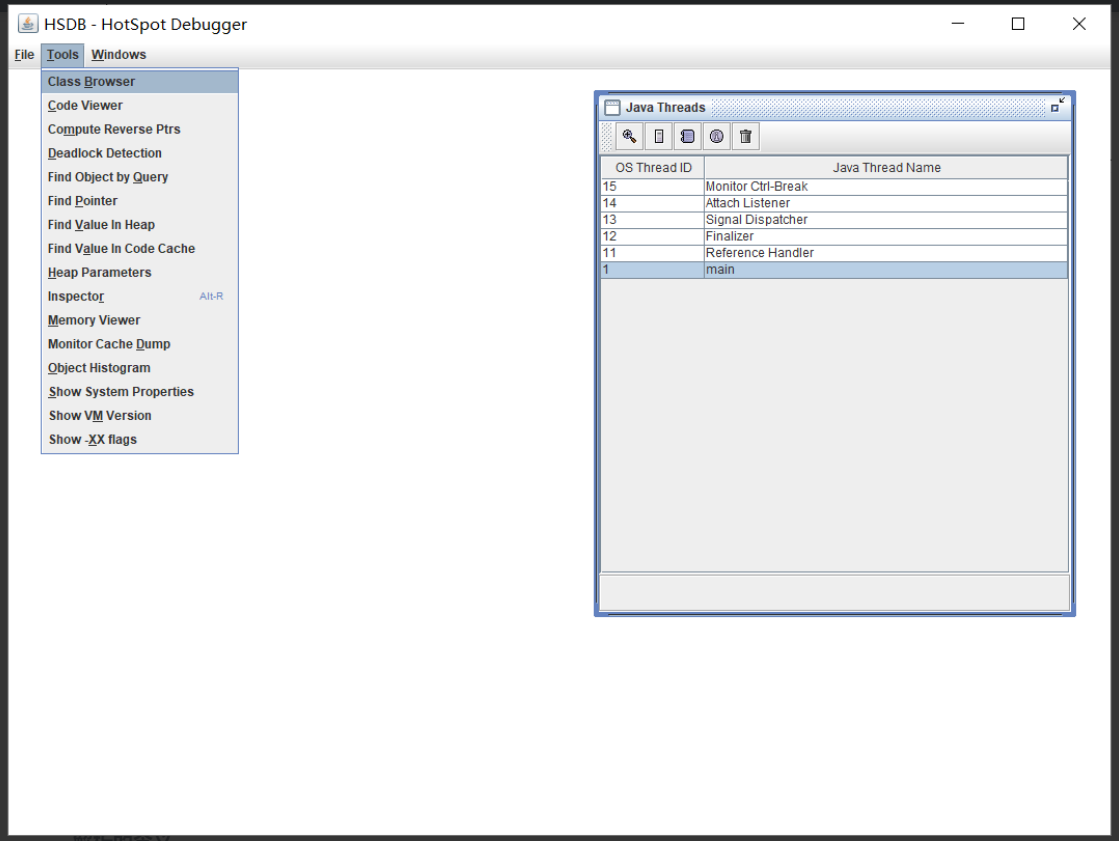 HSDB - HotSpot Debugger
File Tools Windows
Class Browser
Code Viewer
Compute Reverse Ptrs
Deadlock Detection
Find Object by Query
Find Pointer
Find Value In Heap
Find Value In Code Cache
Heap Parameters
Inspector Alt-R
Memory Viewer
Monitor Cache Dump
Object Histogram
Show System Properties
Show VM Version
Show -XX flags
Java Threads
OS Thread ID Java Thread Name
15 Monitor Ctrl-Break
14 Attach Listener
13 Signal Dispatcher
12 Finalizer
11 Reference Handler
1 main